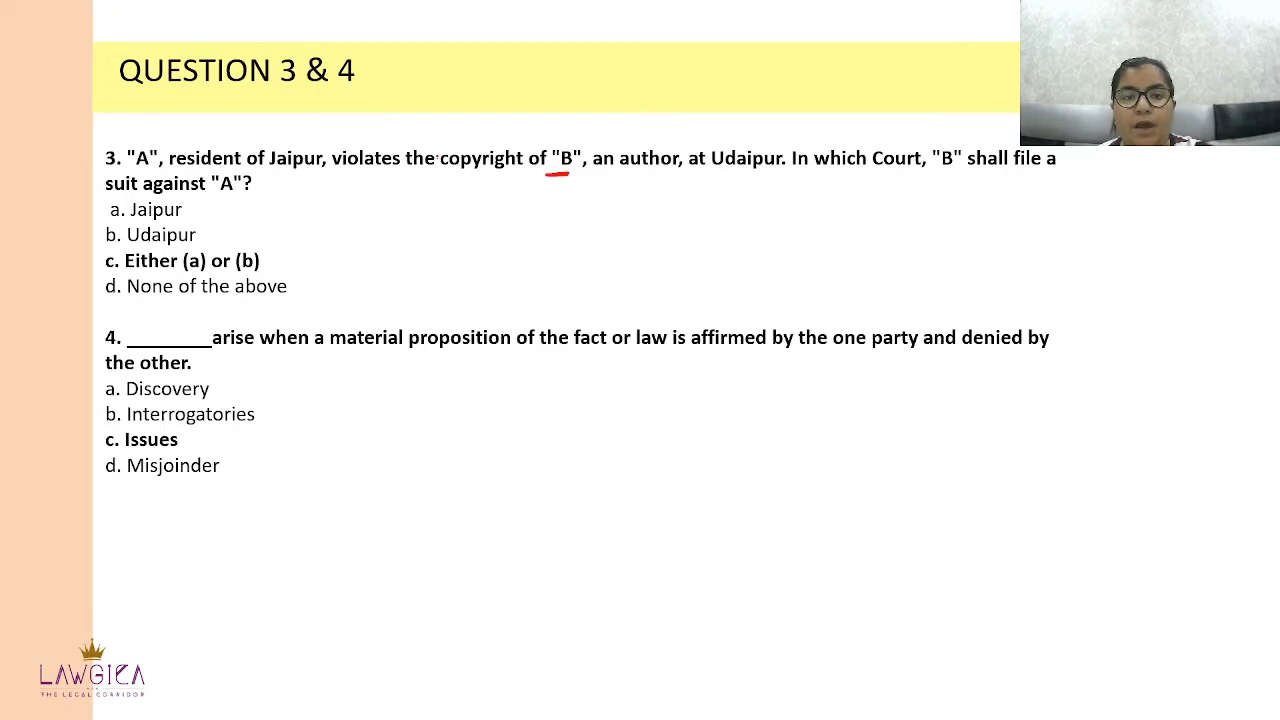 QUESTION 3 & 4
3. "A", resident of Jaipur, violates the copyright of "B", an author, at Udaipur. In which Court, "B" shall file a
suit against "A"?
a. Jaipur
b. Udaipur
c. Either (a) or (b)
d. None of the above
4. ________arise when a material proposition of the fact or law is affirmed by the one party and denied by
the other.
a. Discovery
b. Interrogatories
c. Issues
d. Misjoinder
LAWGICA
THE LEGAL CORRIDOR